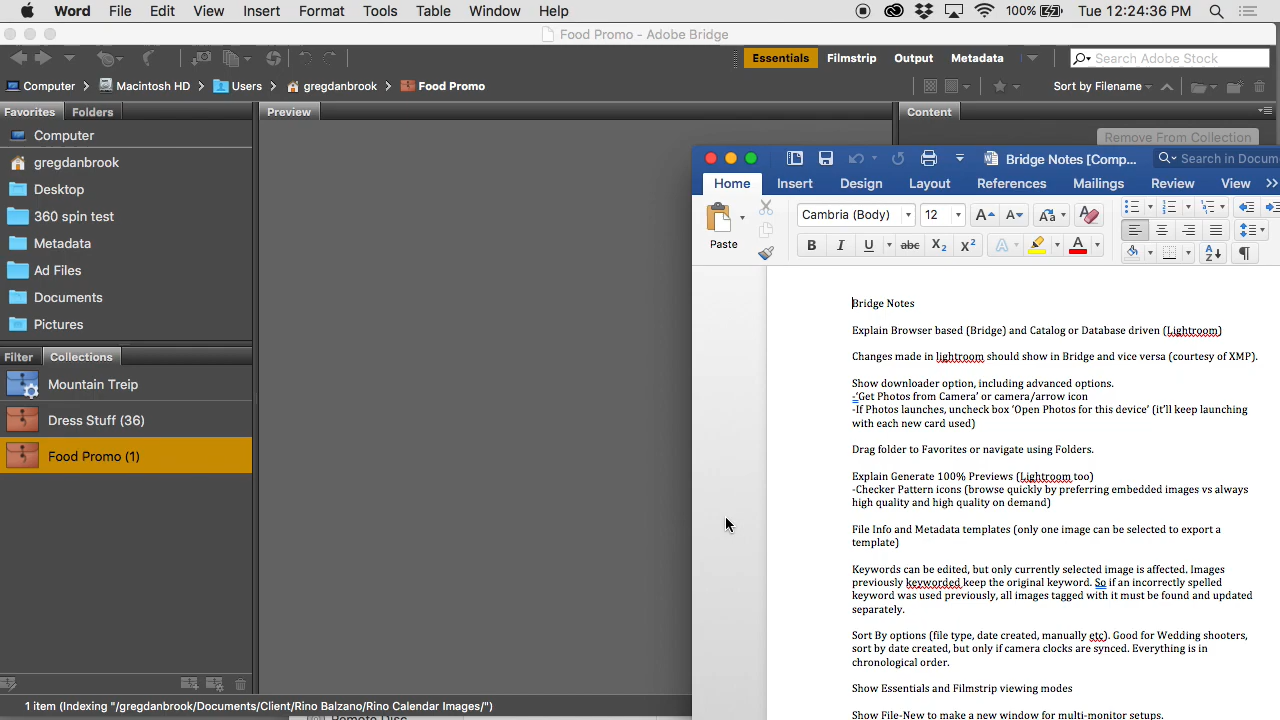 Word File Edit View Insert Format Tools Table Window Help 100% Tue 12:24:36 PM
Food Promo - Adobe Bridge
Essentials Filmstrip Output Metadata Search Adobe Stock
Computer Macintosh HD Users gregdanbrook Food Promo Sort by Filename
Favorites Folders Preview Content
Remove From Collection
Computer
gregdanbrook
Desktop
360 spin test
Metadata
Ad Files
Documents
Pictures
Filter Collections
Mountain Treip
Dress Stuff (36)
Food Promo (1)
1 item (Indexing "/gregdanbrook/Documents/Client/Rino Balzano/Rino Calendar Images/")
Bridge Notes [Comp... Search in Docum
Home Insert Design Layout References Mailings Review View
Paste Cambria (Body) 12
Bridge Notes
Explain Browser based (Bridge) and Catalog or Database driven (Lightroom)
Changes made in lightroom should show in Bridge and vice versa (courtesy of XMP).
Show downloader option, including advanced options.
-'Get Photos from Camera' or camera/arrow icon
-If Photos launches, uncheck box 'Open Photos for this device' (it'll keep launching
with each new card used)
Drag folder to Favorites or navigate using Folders.
Explain Generate 100% Previews (Lightroom too)
-Checker Pattern icons (browse quickly by preferring embedded images vs always
high quality and high quality on demand)
File Info and Metadata templates (only one image can be selected to export a
template)
Keywords can be edited, but only currently selected image is affected. Images
previously keyworded keep the original keyword. So if an incorrectly spelled
keyword was used previously, all images tagged with it must be found and updated
separately.
Sort By options (file type, date created, manually etc). Good for Wedding shooters,
sort by date created, but only if camera clocks are synced. Everything is in
chronological order.
Show Essentials and Filmstrip viewing modes
Show File-New to make a new window for multi-monitor setups.